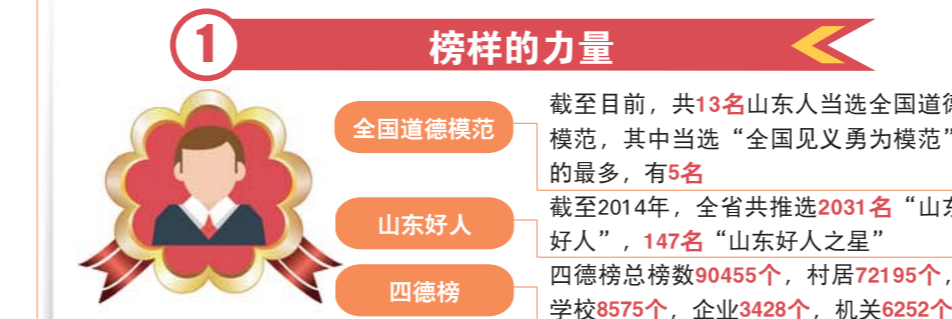 1
榜样的力量
全国道德模范
截至目前，共13名山东人当选全国道德
模范，其中当选“全国见义勇为模范”
的最多，有5名
山东好人
截至2014年，全省共推选2031名“山东
好人”，147名“山东好人之星”
四德榜
四德榜总榜数90455个，村居72195个，
学校8575个，企业3428个，机关6252个